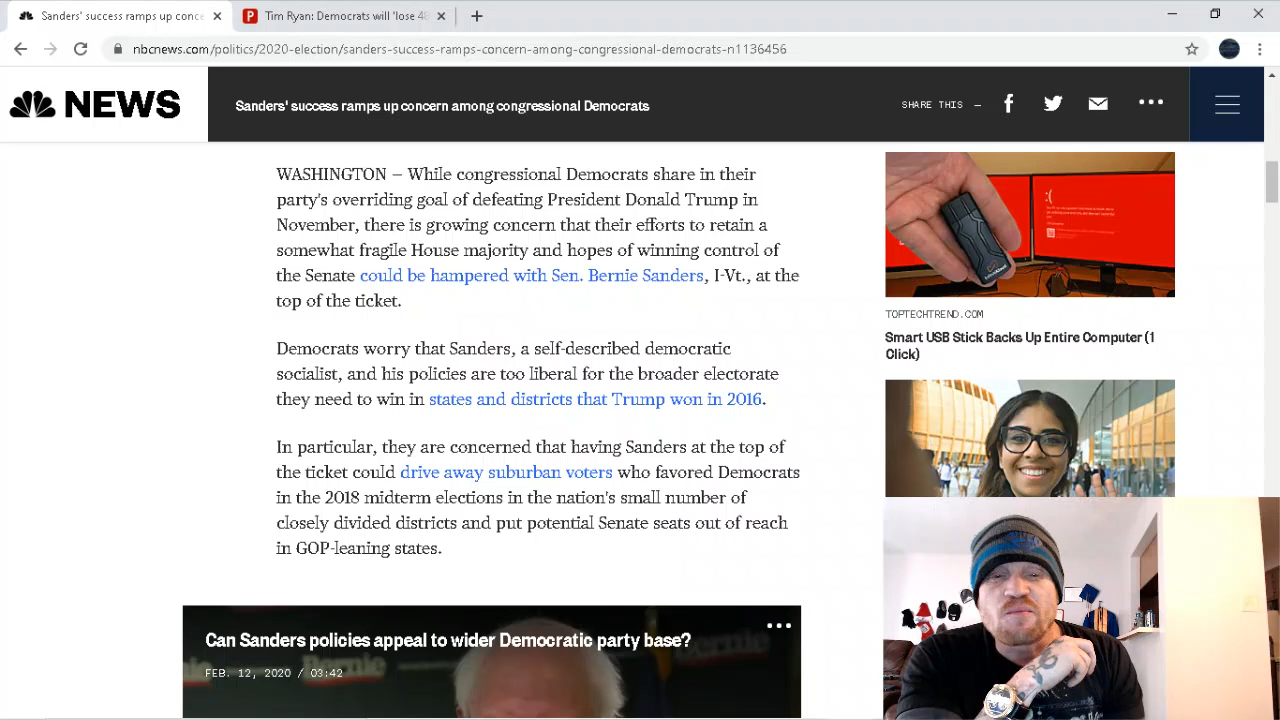 Sanders' success ramps up conce
Tim Ryan: Democrats will 'lose 48
nbcnews.com/politics/2020-election/sanders-success-ramps-concern-among-congressional-democrats-n1136456
NEWS
Sanders' success ramps up concern among congressional Democrats
SHARE THIS —
WASHINGTON — While congressional Democrats share in their
party's overriding goal of defeating President Donald Trump in
November, there is growing concern that their efforts to retain a
somewhat fragile House majority and hopes of winning control of
the Senate could be hampered with Sen. Bernie Sanders, I-Vt., at the
top of the ticket.
Democrats worry that Sanders, a self-described democratic
socialist, and his policies are too liberal for the broader electorate
they need to win in states and districts that Trump won in 2016.
In particular, they are concerned that having Sanders at the top of
the ticket could drive away suburban voters who favored Democrats
in the 2018 midterm elections in the nation's small number of
closely divided districts and put potential Senate seats out of reach
in GOP-leaning states.
Can Sanders policies appeal to wider Democratic party base?
FEB. 12, 2020 / 03:42
:(
TOPTECHTREND.COM
Smart USB Stick Backs Up Entire Computer (1
Click)